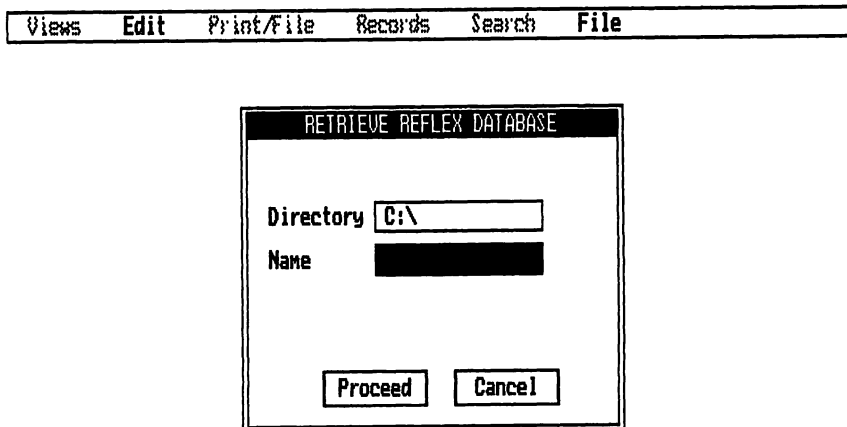 Views Edit Print/File Records Search File
RETRIEVE REFLEX DATABASE
Directory C:\
Name
Proceed Cancel